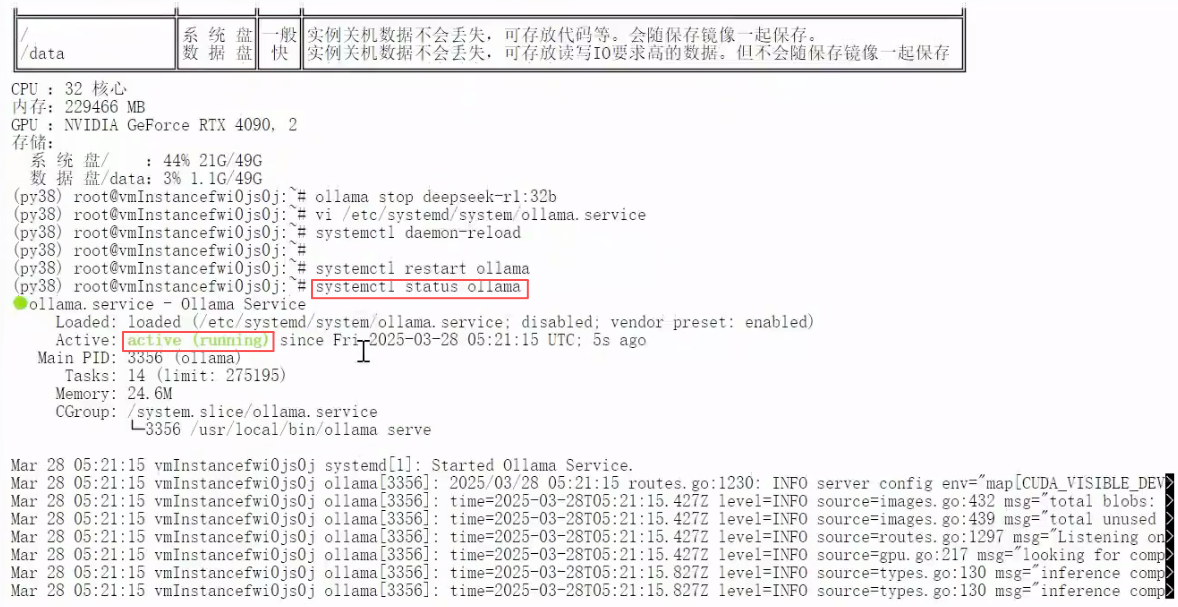 / 系 统 盘 一般 实例关机数据不会丢失，可存放代码等。会随保存镜像一起保存。
/data 数 据 盘 快 实例关机数据不会丢失，可存放读写IO要求高的数据。但不会随保存镜像一起保存
CPU : 32 核心
内存: 229466 MB
GPU : NVIDIA GeForce RTX 4090, 2
存储:
系 统 盘/ : 44% 21G/49G
数 据 盘/data: 3% 1.1G/49G
(py38) root@vmInstancefwi0js0j:~# ollama stop deepseek-r1:32b
(py38) root@vmInstancefwi0js0j:~# vi /etc/systemd/system/ollama.service
(py38) root@vmInstancefwi0js0j:~# systemctl daemon-reload
(py38) root@vmInstancefwi0js0j:~#
(py38) root@vmInstancefwi0js0j:~# systemctl restart ollama
(py38) root@vmInstancefwi0js0j:~# systemctl status ollama
ollama.service - Ollama Service
Loaded: loaded (/etc/systemd/system/ollama.service; disabled; vendor preset: enabled)
Active: active (running) since Fri 2025-03-28 05:21:15 UTC; 5s ago
Main PID: 3356 (ollama)
Tasks: 14 (limit: 275195)
Memory: 24.6M
CGroup: /system.slice/ollama.service
└─3356 /usr/local/bin/ollama serve
Mar 28 05:21:15 vmInstancefwi0js0j systemd[1]: Started Ollama Service.
Mar 28 05:21:15 vmInstancefwi0js0j ollama[3356]: 2025/03/28 05:21:15 routes.go:1230: INFO server config env="map[CUDA_VISIBLE_DEV>
Mar 28 05:21:15 vmInstancefwi0js0j ollama[3356]: time=2025-03-28T05:21:15.427Z level=INFO source=images.go:432 msg="total blobs: >
Mar 28 05:21:15 vmInstancefwi0js0j ollama[3356]: time=2025-03-28T05:21:15.427Z level=INFO source=images.go:439 msg="total unused >
Mar 28 05:21:15 vmInstancefwi0js0j ollama[3356]: time=2025-03-28T05:21:15.427Z level=INFO source=routes.go:1297 msg="Listening on>
Mar 28 05:21:15 vmInstancefwi0js0j ollama[3356]: time=2025-03-28T05:21:15.427Z level=INFO source=gpu.go:217 msg="looking for comp>
Mar 28 05:21:15 vmInstancefwi0js0j ollama[3356]: time=2025-03-28T05:21:15.827Z level=INFO source=types.go:130 msg="inference comp>
Mar 28 05:21:15 vmInstancefwi0js0j ollama[3356]: time=2025-03-28T05:21:15.827Z level=INFO source=types.go:130 msg="inference comp>